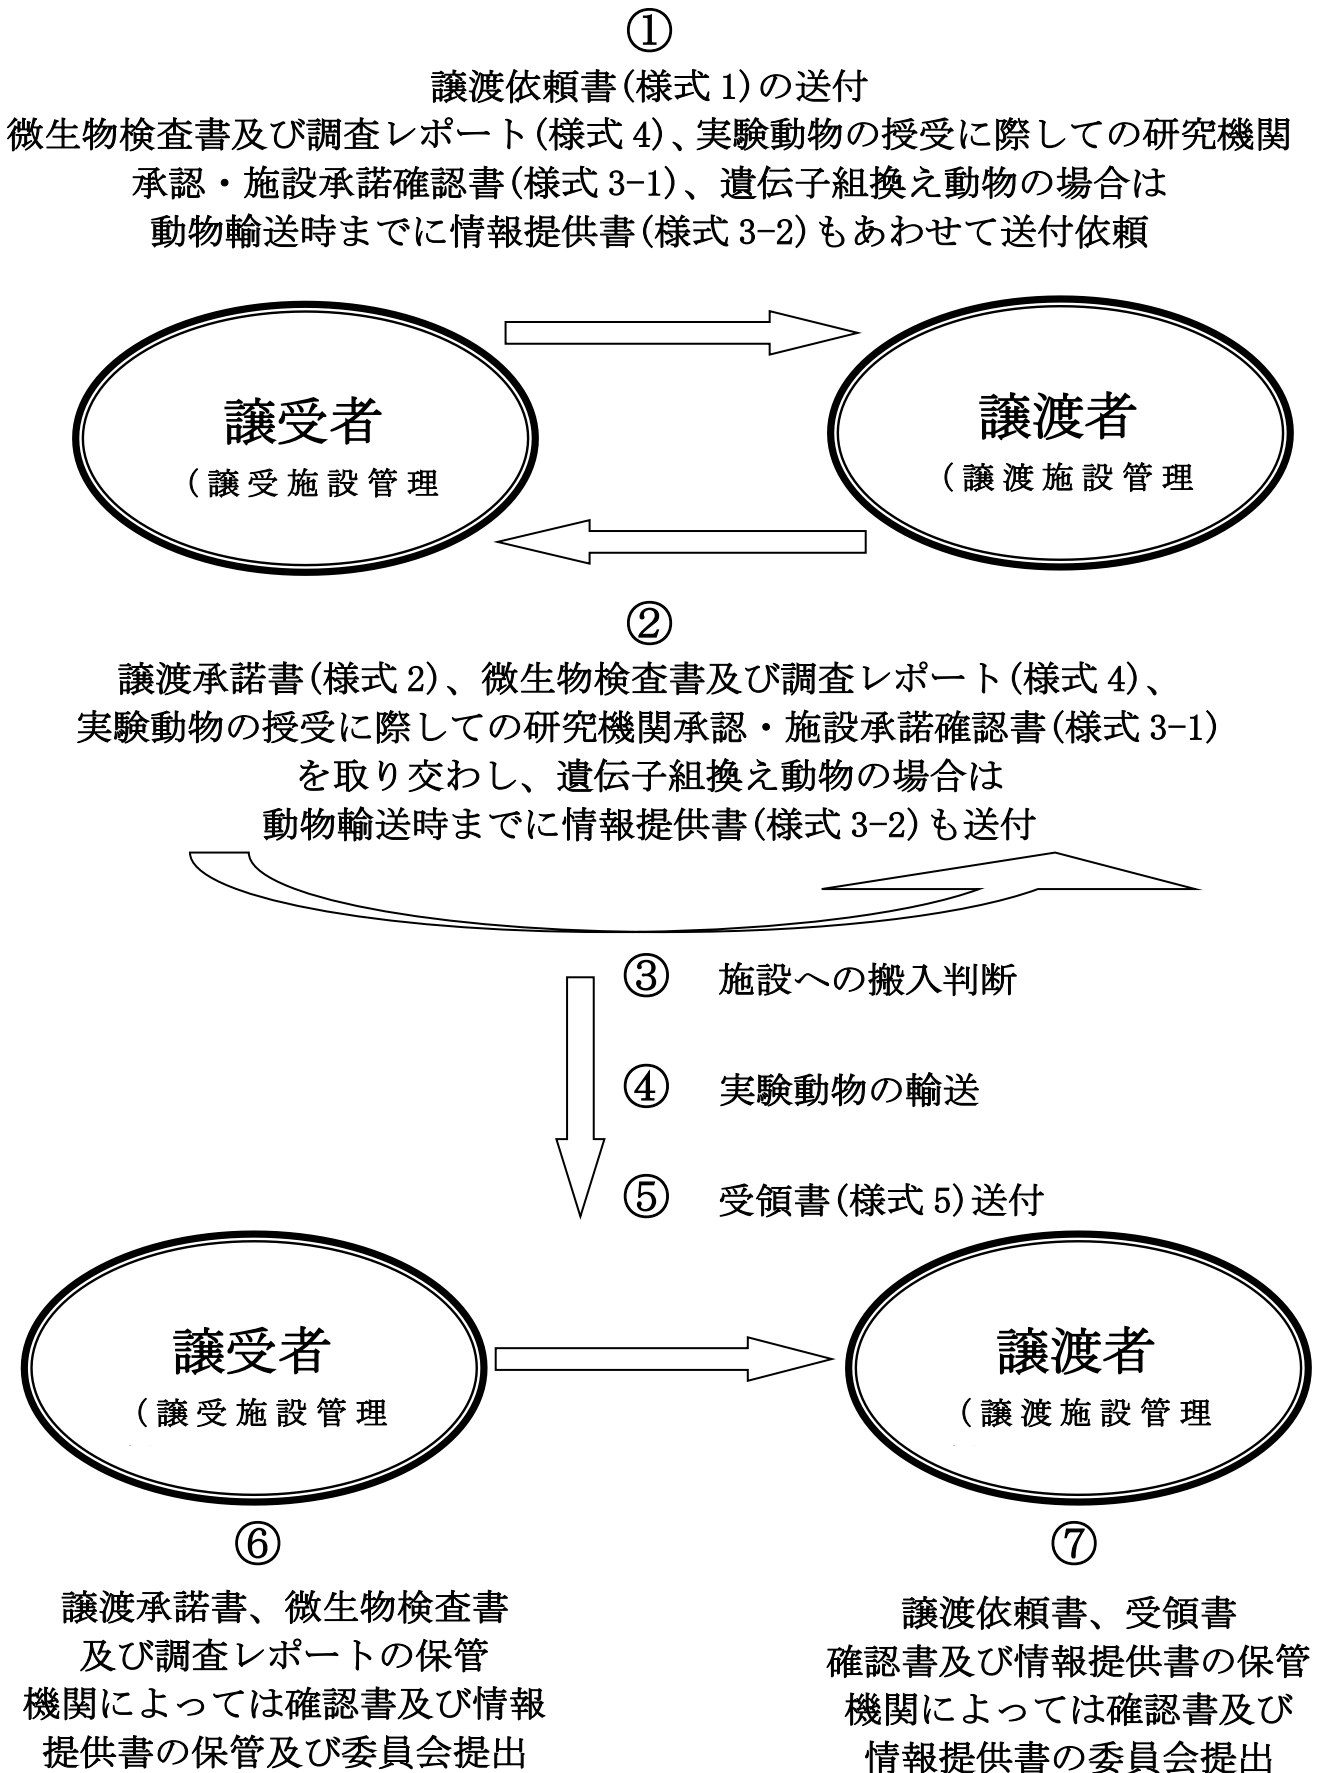 ①
譲渡依頼書(様式1)の送付
微生物検査書及び調査レポート(様式4)、実験動物の授受に際しての研究機関
承認・施設承諾確認書(様式3-1)、遺伝子組換え動物の場合は
動物輸送時までに情報提供書(様式3-2)もあわせて送付依頼
譲受者
(譲受施設管理
譲渡者
(譲渡施設管理
②
譲渡承諾書(様式2)、微生物検査書及び調査レポート(様式4)、
実験動物の授受に際しての研究機関承認・施設承諾確認書(様式3-1)
を取り交わし、遺伝子組換え動物の場合は
動物輸送時までに情報提供書(様式3-2)も送付
③ 施設への搬入判断
④ 実験動物の輸送
⑤ 受領書(様式5)送付
譲受者
(譲受施設管理
譲渡者
(譲渡施設管理
⑥
譲渡承諾書、微生物検査書
及び調査レポートの保管
機関によっては確認書及び情報
提供書の保管及び委員会提出
⑦
譲渡依頼書、受領書
確認書及び情報提供書の保管
機関によっては確認書及び
情報提供書の委員会提出